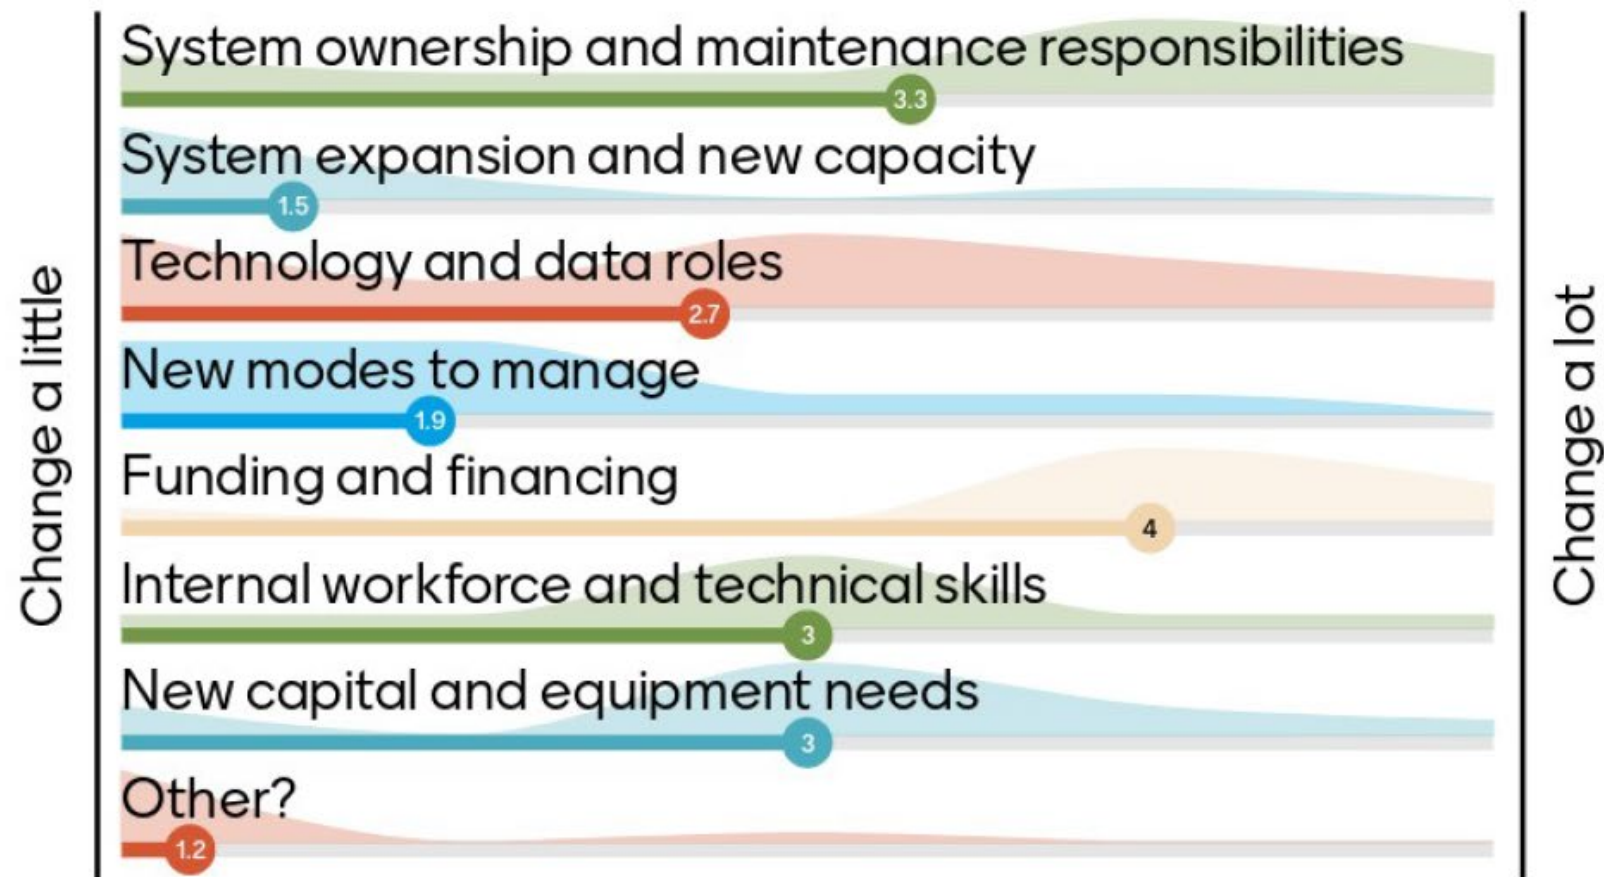 System ownership and maintenance responsibilities
3.3
System expansion and new capacity
1.5
Technology and data roles
2.7
New modes to manage
1.9
Funding and financing
4
Internal workforce and technical skills
3
New capital and equipment needs
3
Other?
1.2
Change a little
Change a lot